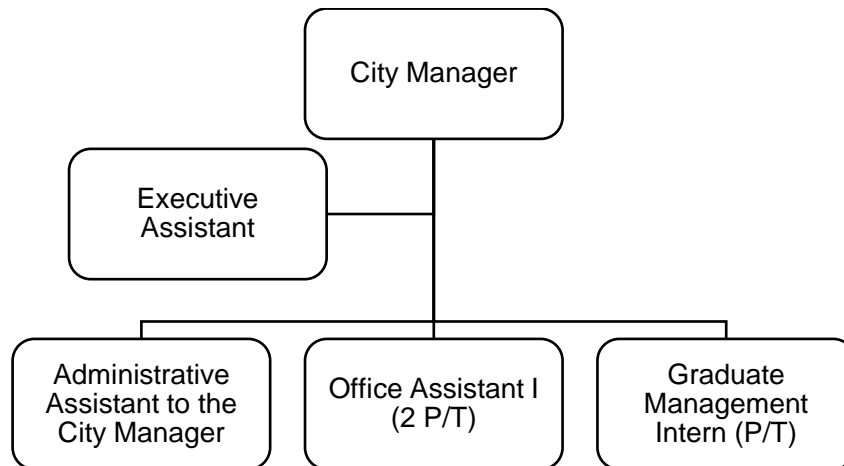 City Manager
Executive
Assistant
Administrative
Assistant to the
City Manager
Office Assistant I
(2 P/T)
Graduate
Management
Intern (P/T)